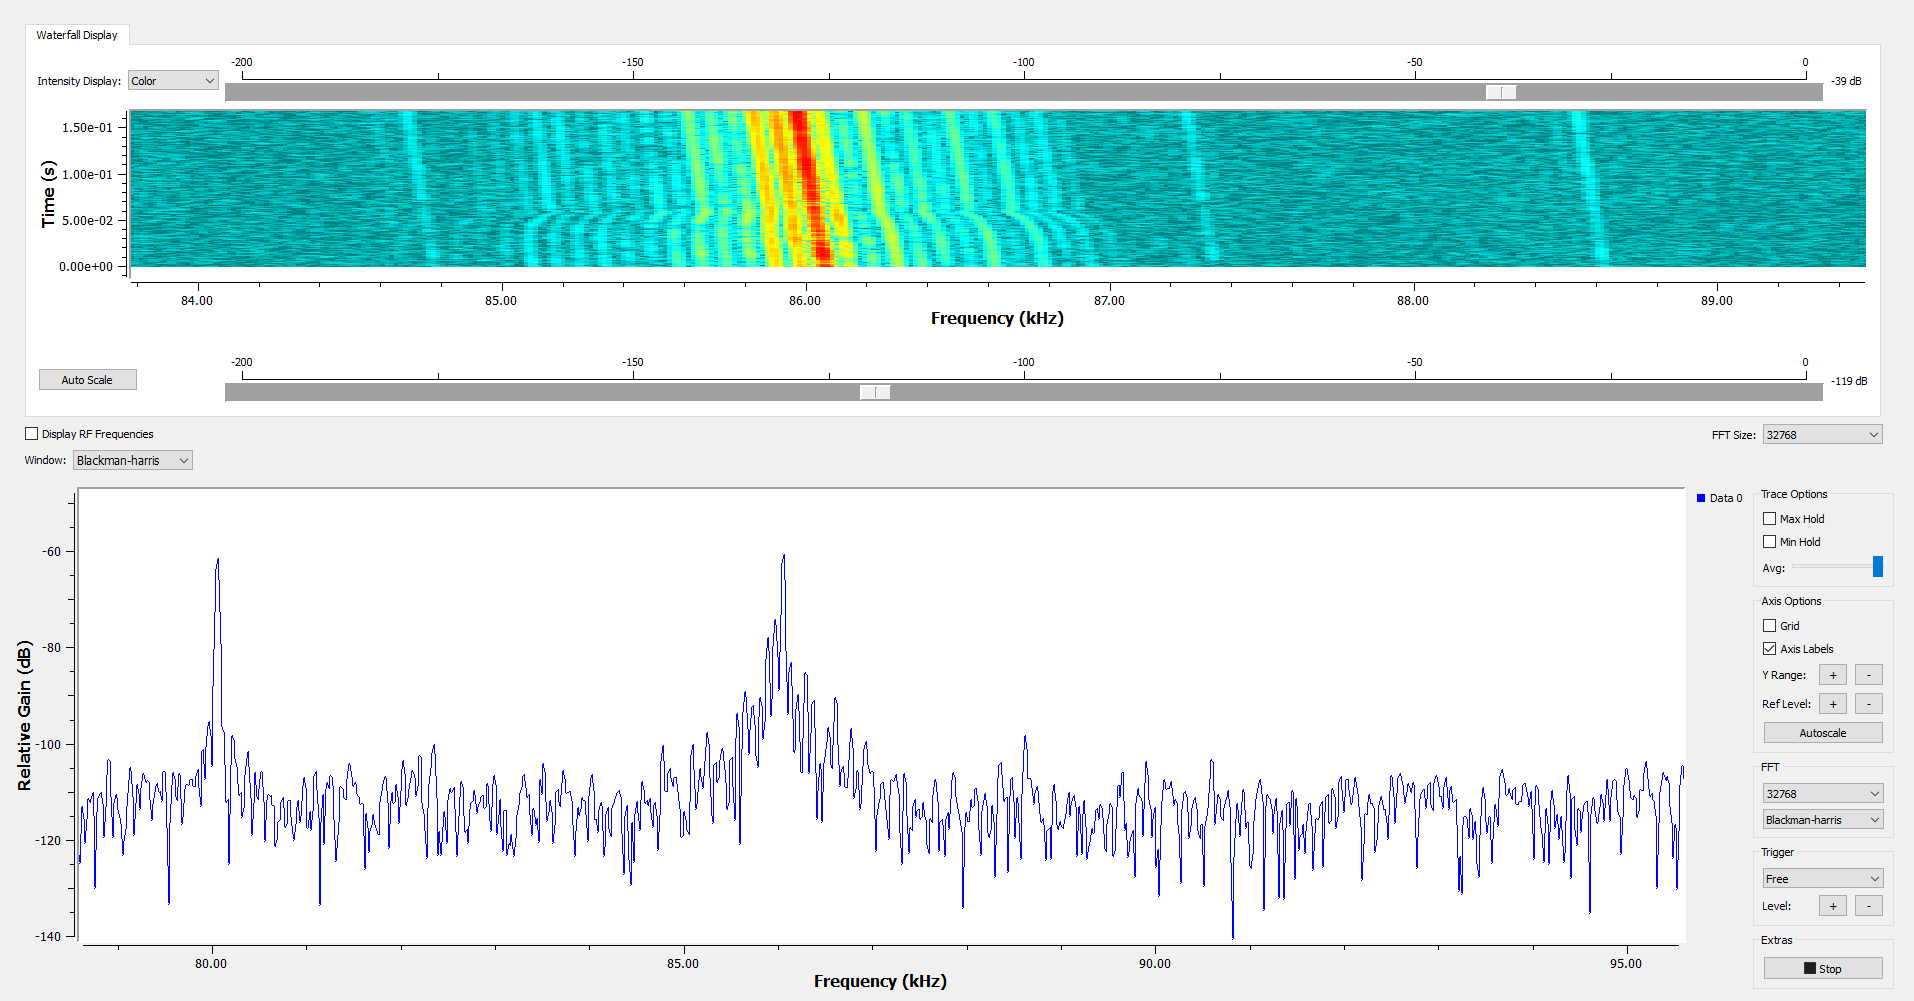 Waterfall Display
-200 -150 -100 -50 0
Intensity Display: Color -39 dB
1.50e-01
1.00e-01
5.00e-02
0.00e+00
Time (s)
84.00 85.00 86.00 87.00 88.00 89.00
Frequency (kHz)
-200 -150 -100 -50 0
Auto Scale -119 dB
Display RF Frequencies
FFT Size: 32768
Window: Blackman-harris
Data 0
-60
-80
-100
-120
-140
Relative Gain (dB)
80.00 85.00 90.00 95.00
Frequency (kHz)
Trace Options
Max Hold
Min Hold
Avg:
Axis Options
Grid
Axis Labels
Y Range: + -
Ref Level: + -
Autoscale
FFT
32768
Blackman-harris
Trigger
Free
Level: + -
Extras
Stop